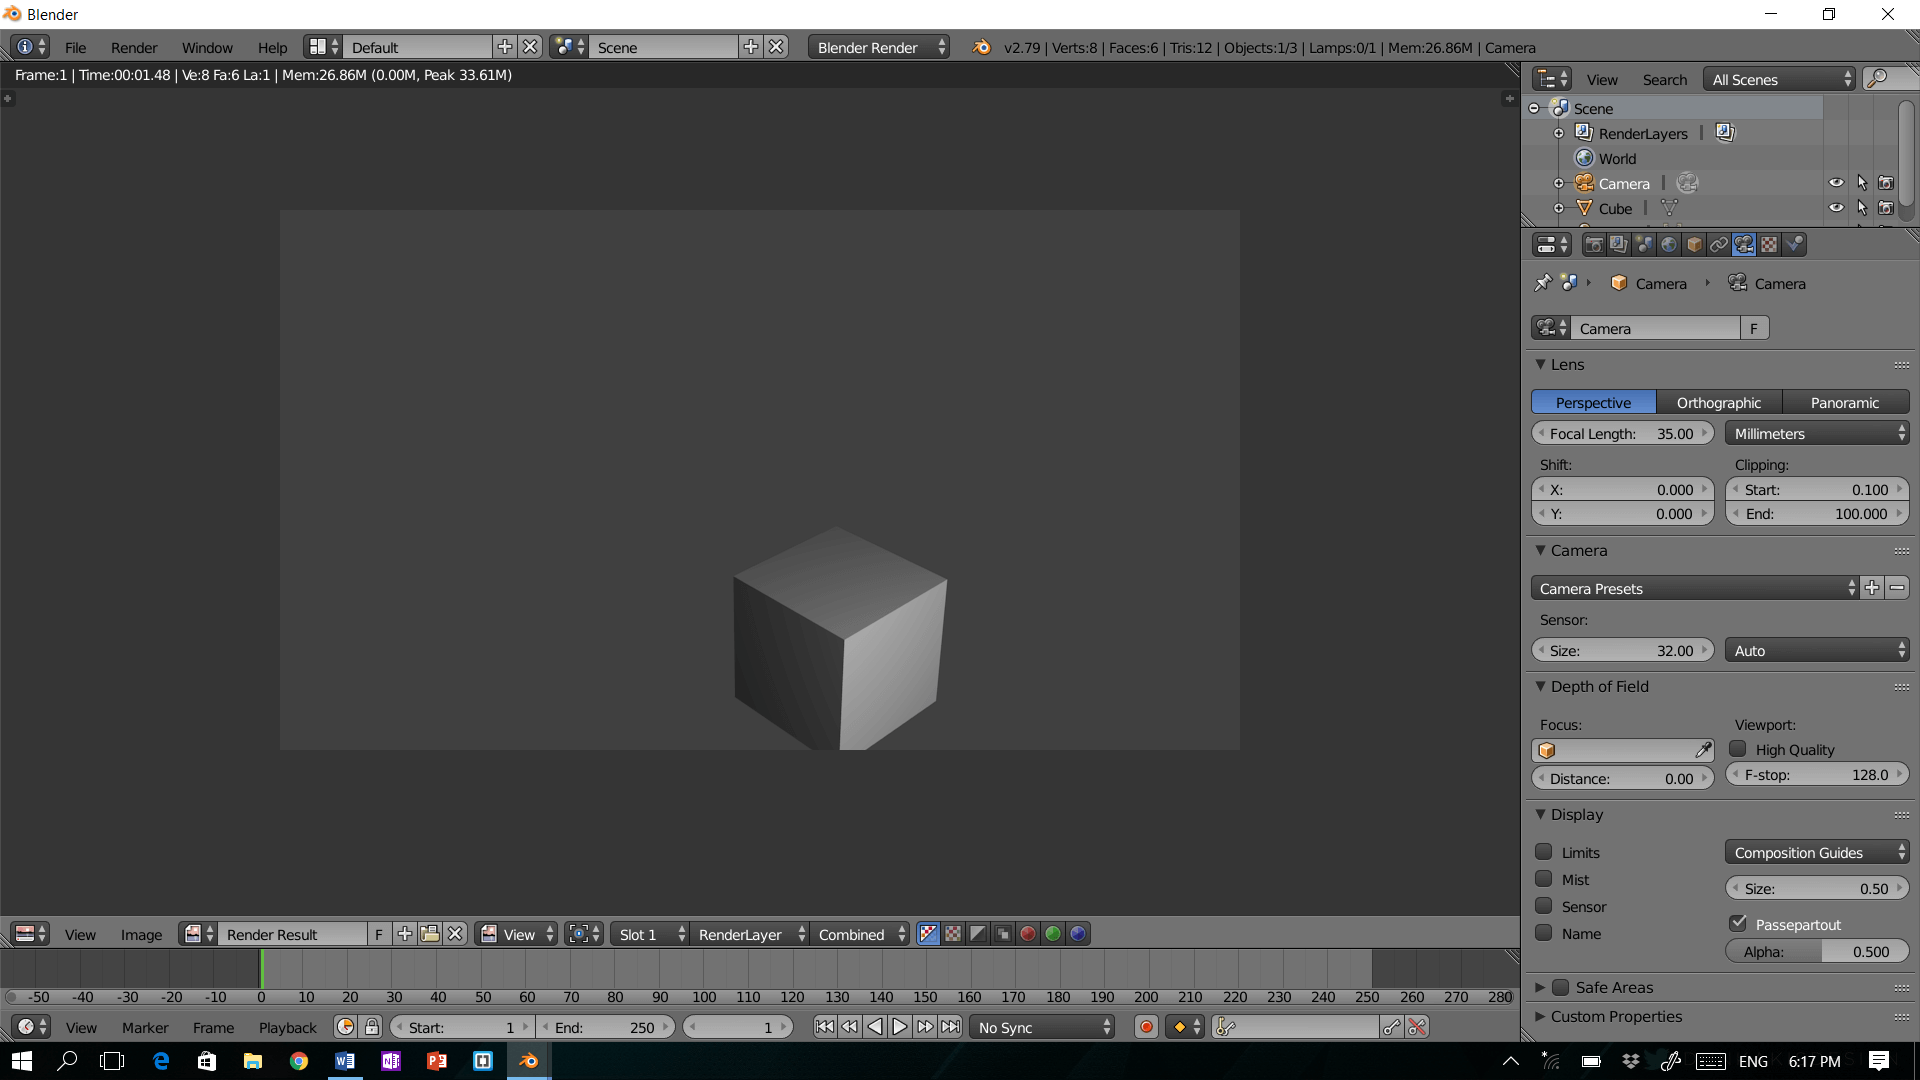 Blender
File Render Window Help Default Scene Blender Render v2.79 | Verts:8 | Faces:6 | Tris:12 | Objects:1/3 | Lamps:0/1 | Mem:26.86M | Camera
Frame:1 | Time:00:01.48 | Ve:8 Fa:6 La:1 | Mem:26.86M (0.00M, Peak 33.61M)
View Search All Scenes
Scene
RenderLayers
World
Camera
Cube
Camera Camera
Camera F
Lens
Perspective Orthographic Panoramic
Focal Length: 35.00 Millimeters
Shift: Clipping:
X: 0.000 Start: 0.100
Y: 0.000 End: 100.000
Camera
Camera Presets
Sensor:
Size: 32.00 Auto
Depth of Field
Focus: Viewport:
High Quality
Distance: 0.00 F-stop: 128.0
Display
Limits Composition Guides
Mist Size: 0.50
Sensor Passepartout
Name Alpha: 0.500
Safe Areas
Custom Properties
View Image Render Result F View Slot 1 RenderLayer Combined
-50 -40 -30 -20 -10 0 10 20 30 40 50 60 70 80 90 100 110 120 130 140 150 160 170 180 190 200 210 220 230 240 250 260 270 280
View Marker Frame Playback Start: 1 End: 250 1 No Sync
ENG 6:17 PM